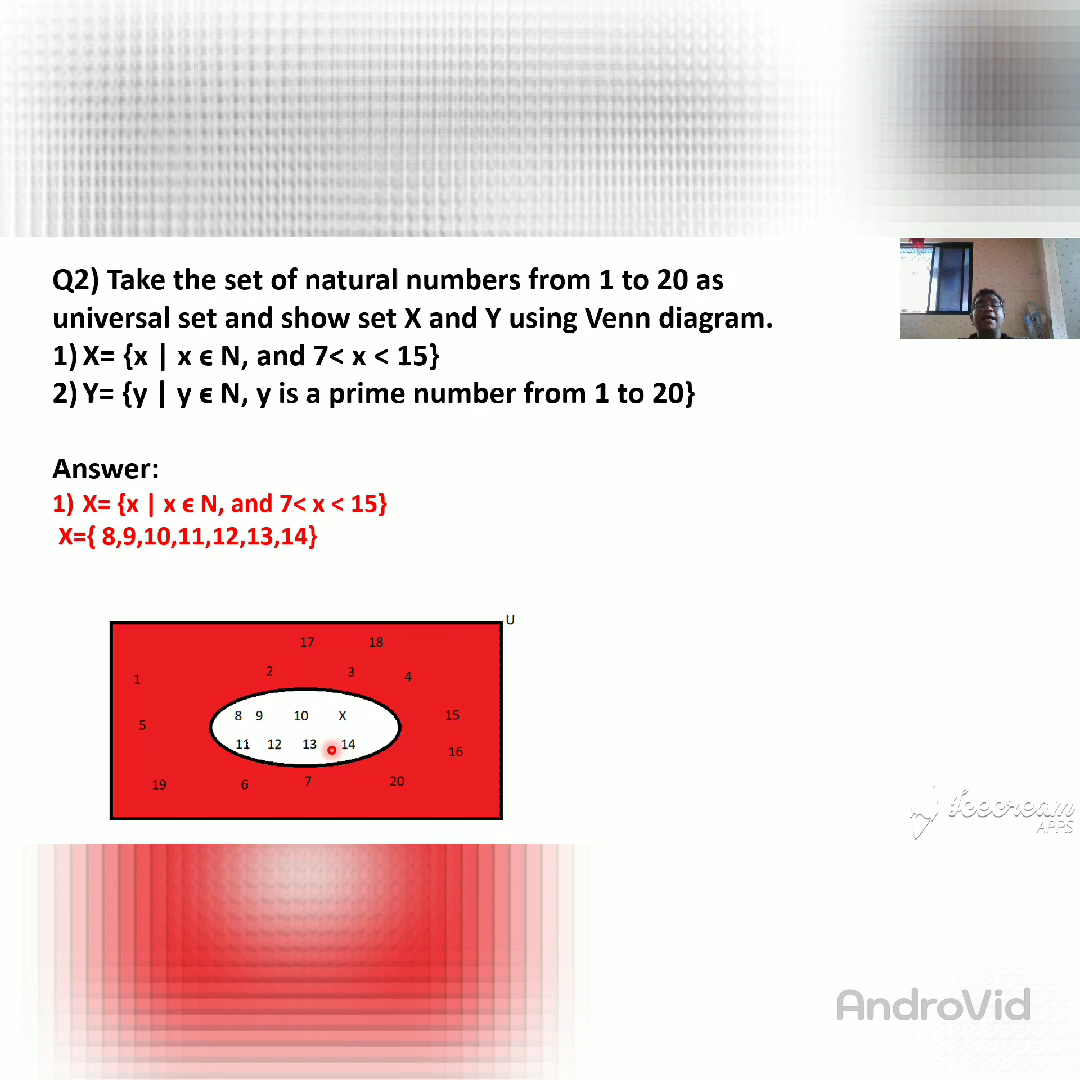 Q2) Take the set of natural numbers from 1 to 20 as
universal set and show set X and Y using Venn diagram.
1) X= {x | x ϵ N, and 7< x < 15}
2) Y= {y | y ϵ N, y is a prime number from 1 to 20}
Answer:
1) X= {x | x ϵ N, and 7< x < 15}
X={ 8,9,10,11,12,13,14}
U
17 18
2 3 4
1
8 9 10 X 15
5
11 12 13 14 16
19 6 7 20
Icecream
APPS
AndroVid